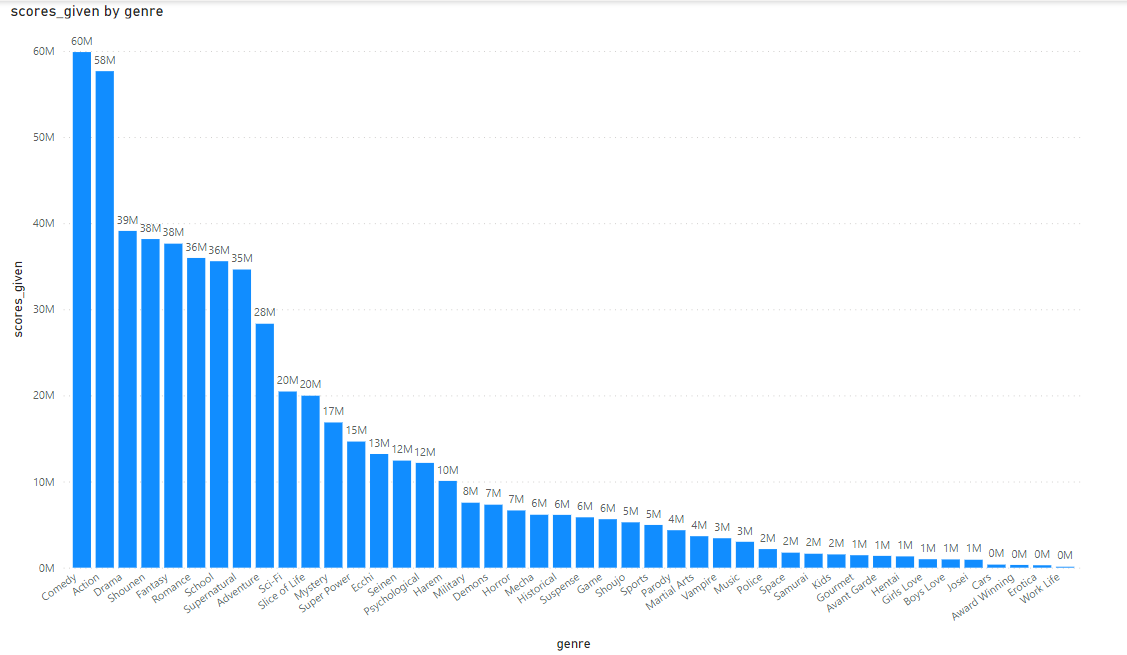 scores_given by genre
60M
58M
39M
38M
38M
36M
36M
35M
28M
20M
20M
17M
15M
13M
12M
12M
10M
8M
7M
7M
6M
6M
6M
6M
5M
5M
4M
4M
3M
3M
2M
2M
2M
2M
1M
1M
1M
1M
1M
1M
0M
0M
0M
0M
60M
50M
40M
30M
20M
10M
0M
scores_given
Comedy
Action
Drama
Shounen
Fantasy
Romance
School
Supernatural
Adventure
Sci-Fi
Slice of Life
Mystery
Super Power
Ecchi
Seinen
Psychological
Harem
Military
Demons
Horror
Mecha
Historical
Suspense
Game
Shoujo
Sports
Parody
Martial Arts
Vampire
Music
Police
Space
Samurai
Kids
Gourmet
Avant Garde
Hentai
Girls Love
Boys Love
Josei
Cars
Award Winning
Erotica
Work Life
genre